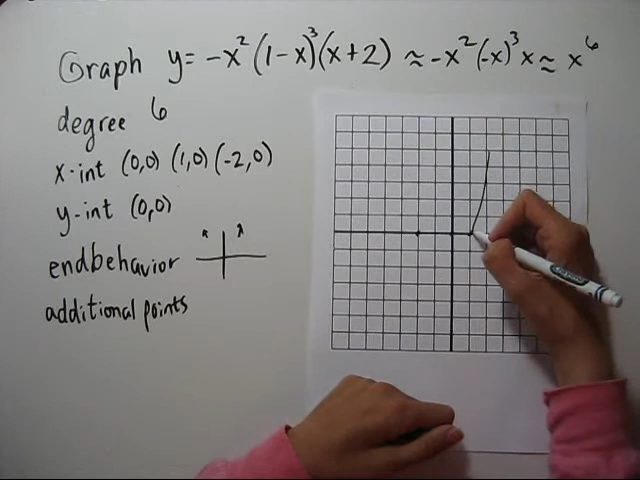 Graph y = -x²(1-x)³(x+2) ≈ -x²(-x)³x ≈ x⁶
degree 6
x-int (0,0) (1,0) (-2,0)
y-int (0,0)
endbehavior
additional points